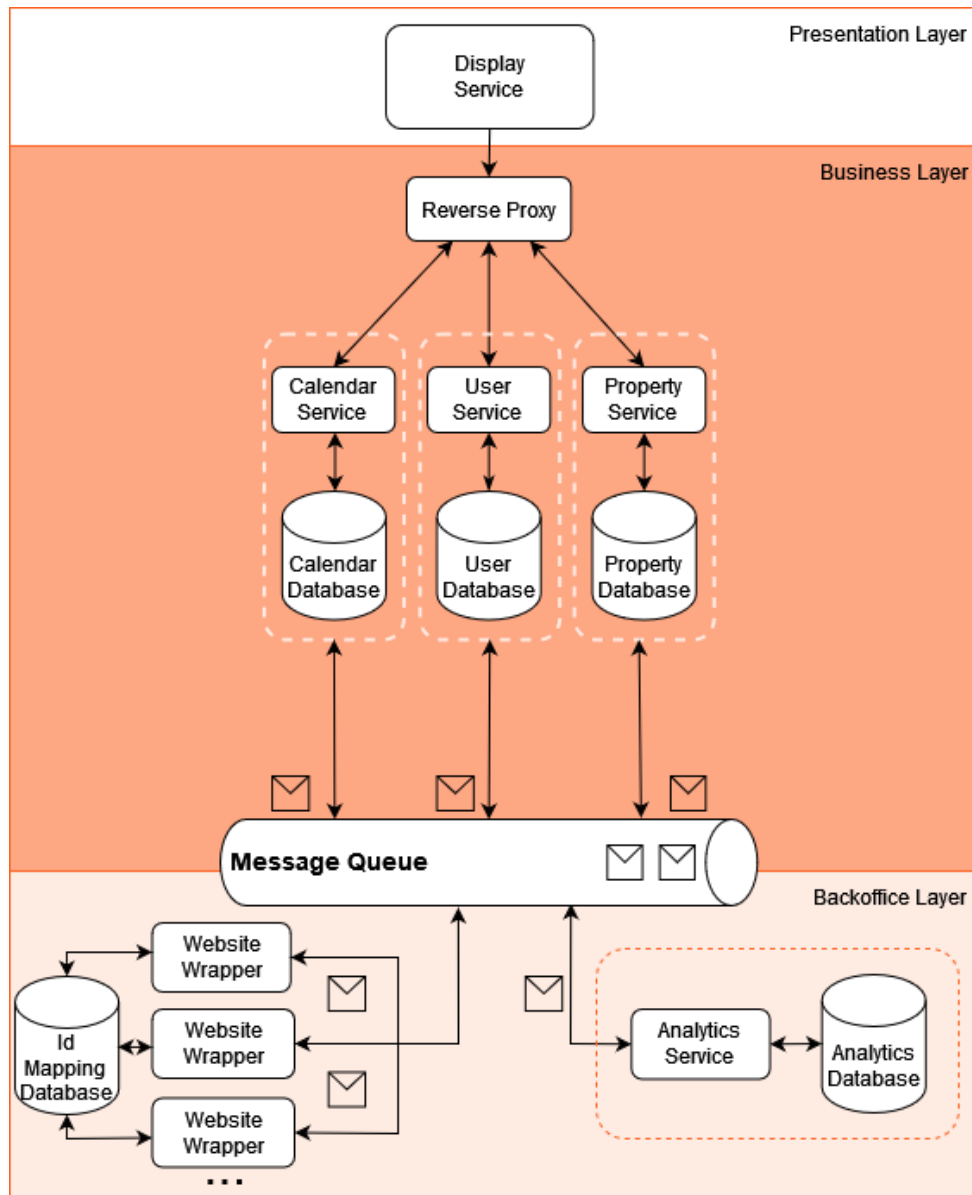 Presentation Layer
Display
Service
Business Layer
Reverse Proxy
Calendar
Service
User
Service
Property
Service
Calendar
Database
User
Database
Property
Database
Message Queue
Backoffice Layer
Website
Wrapper
Id
Mapping
Database
Website
Wrapper
Website
Wrapper
...
Analytics
Service
Analytics
Database